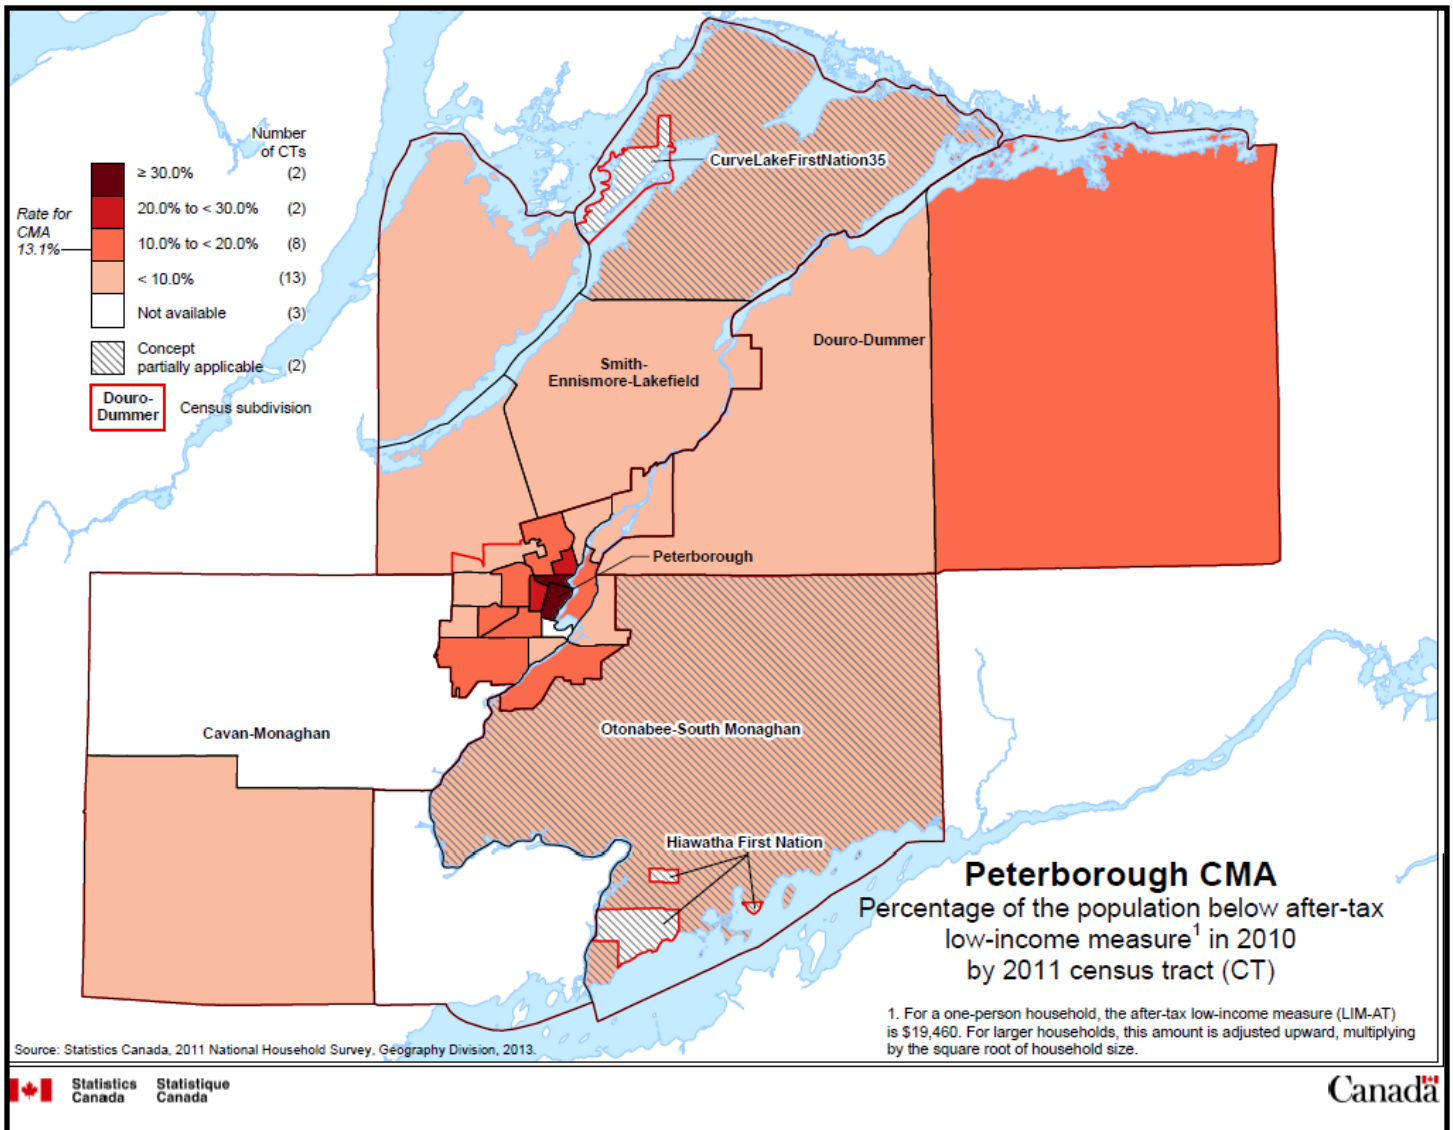 Number
of CTs
≥ 30.0% (2)
20.0% to < 30.0% (2)
Rate for
CMA
13.1%
10.0% to < 20.0% (8)
< 10.0% (13)
Not available (3)
Concept
partially applicable (2)
Douro-
Dummer
Census subdivision
CurveLakeFirstNation35
Douro-Dummer
Smith-
Ennismore-Lakefield
Peterborough
Cavan-Monaghan
Otonabee-South Monaghan
Hiawatha First Nation
Peterborough CMA
Percentage of the population below after-tax
low-income measure¹ in 2010
by 2011 census tract (CT)
1. For a one-person household, the after-tax low-income measure (LIM-AT)
is $19,460. For larger households, this amount is adjusted upward, multiplying
by the square root of household size.
Source: Statistics Canada, 2011 National Household Survey, Geography Division, 2013.
Statistics Statistique
Canada Canada
Canada